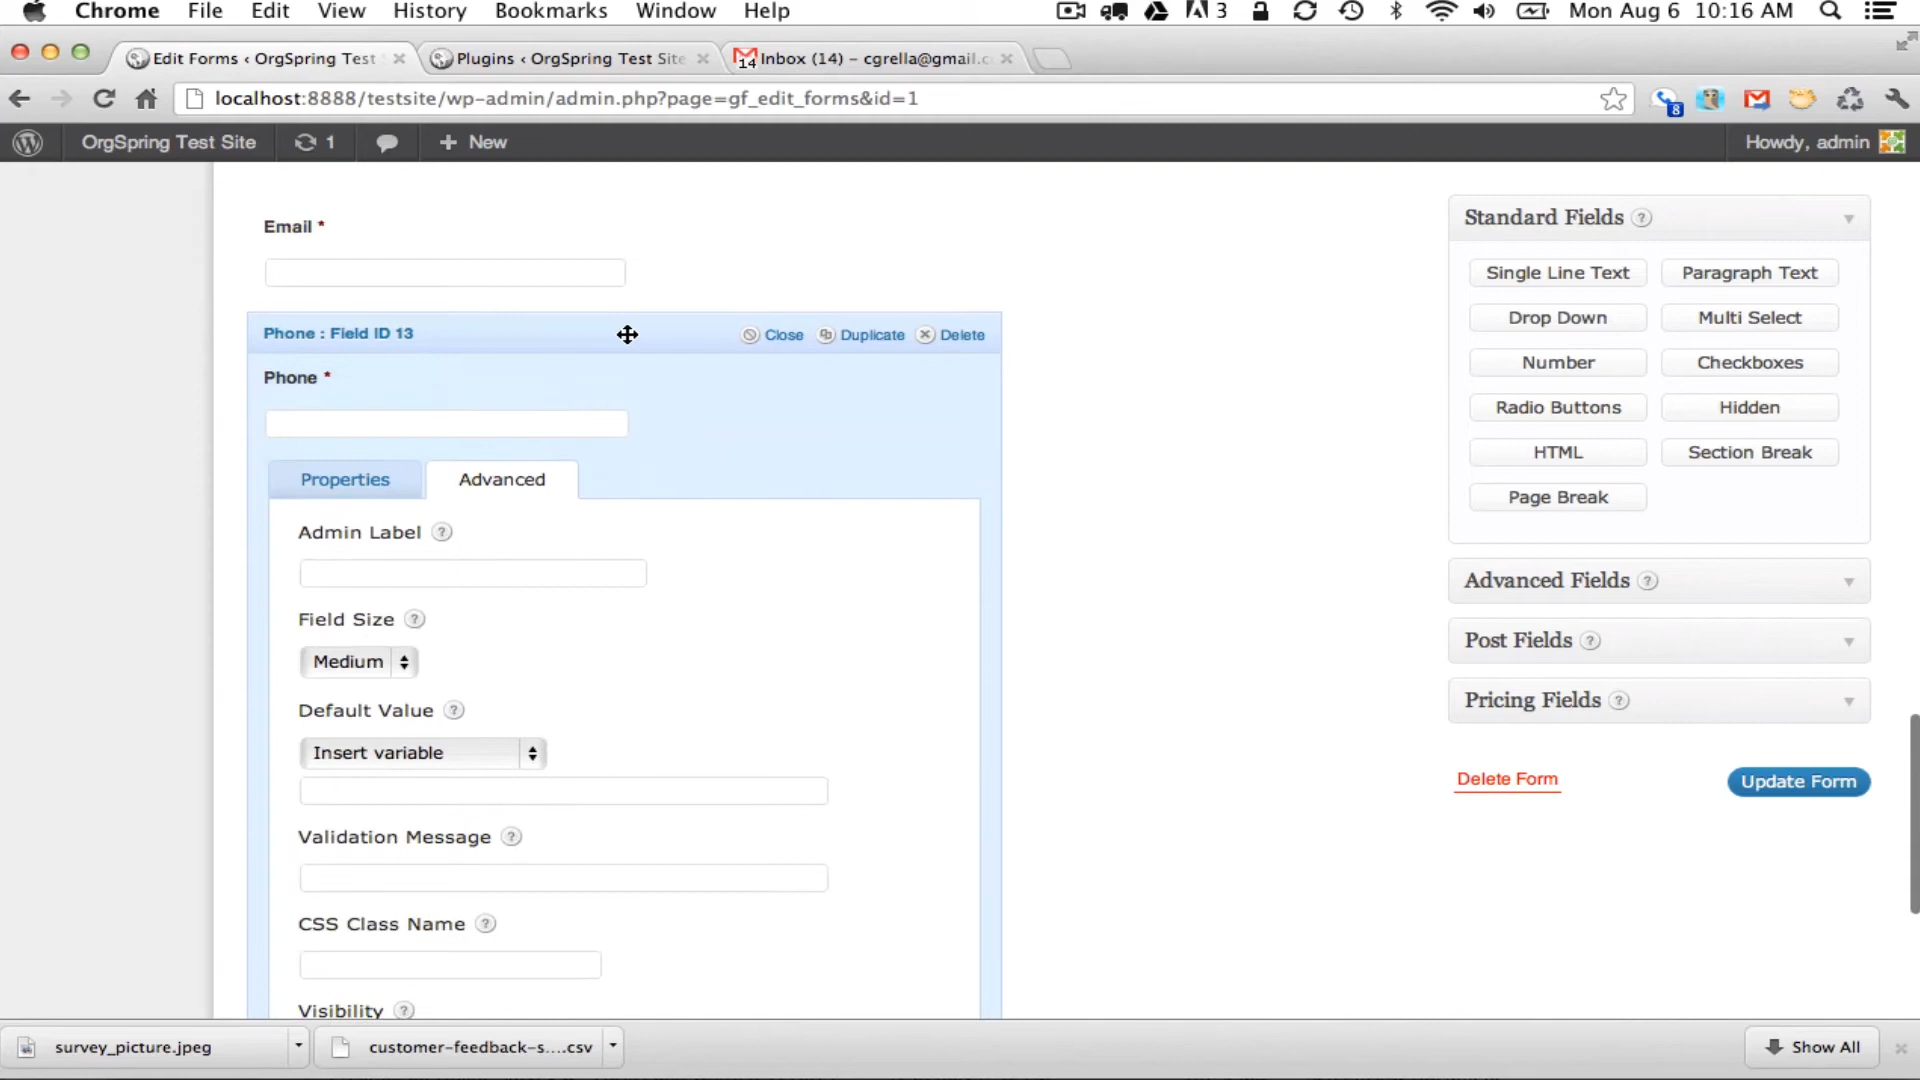 Chrome File Edit View History Bookmarks Window Help 3 Mon Aug 6 10:16 AM
Edit Forms ‹ OrgSpring Test Plugins ‹ OrgSpring Test Site 14 Inbox (14) – cgrella@gmail.c
localhost:8888/testsite/wp-admin/admin.php?page=gf_edit_forms&id=1 8
OrgSpring Test Site 1 + New Howdy, admin
Email *
Phone : Field ID 13 Close Duplicate Delete
Phone *
Properties Advanced
Admin Label ?
Field Size ?
Medium
Default Value ?
Insert variable
Validation Message ?
CSS Class Name ?
Visibility ?
Standard Fields ?
Single Line Text Paragraph Text
Drop Down Multi Select
Number Checkboxes
Radio Buttons Hidden
HTML Section Break
Page Break
Advanced Fields ?
Post Fields ?
Pricing Fields ?
Delete Form Update Form
survey_picture.jpeg customer-feedback-s....csv Show All